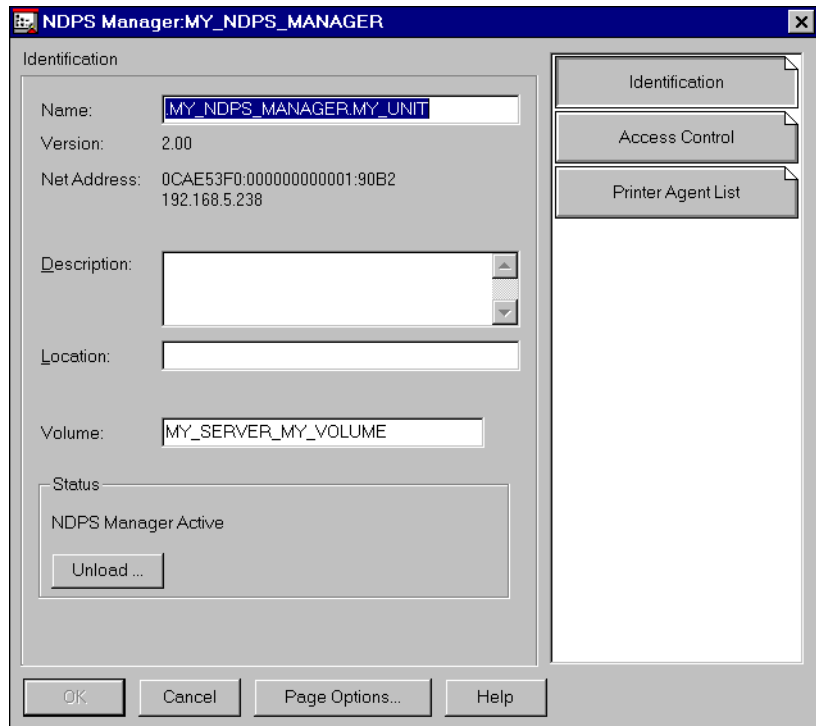 NDPS Manager:MY_NDPS_MANAGER
Identification
Name: .MY_NDPS_MANAGER.MY_UNIT
Version: 2.00
Net Address: 0CAE53F0:000000000001:90B2
192.168.5.238
Description:
Location:
Volume: MY_SERVER_MY_VOLUME
Status
NDPS Manager Active
Unload ...
Identification
Access Control
Printer Agent List
OK Cancel Page Options... Help